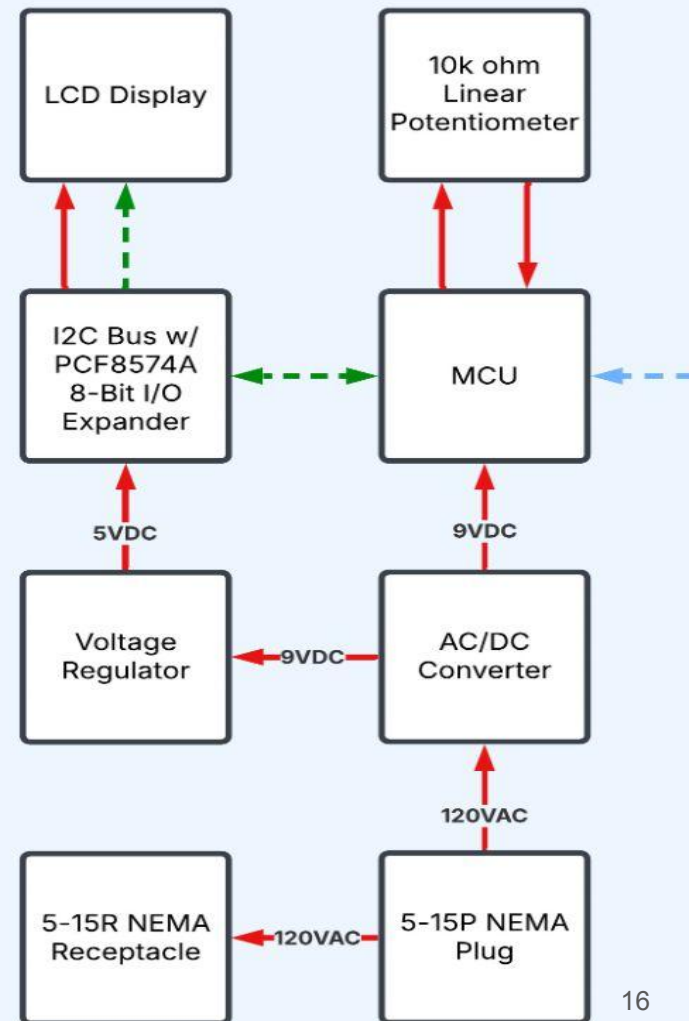 LCD Display
10k ohm
Linear
Potentiometer
I2C Bus w/
PCF8574A
8-Bit I/O
Expander
MCU
5VDC
9VDC
Voltage
Regulator
9VDC
AC/DC
Converter
120VAC
5-15R NEMA
Receptacle
120VAC
5-15P NEMA
Plug
16